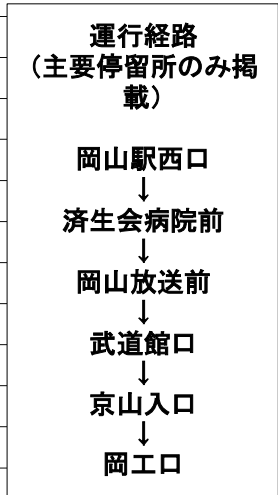 運行経路
（主要停留所のみ掲
載）
岡山駅西口
↓
済生会病院前
↓
岡山放送前
↓
武道館口
↓
京山入口
↓
岡工口